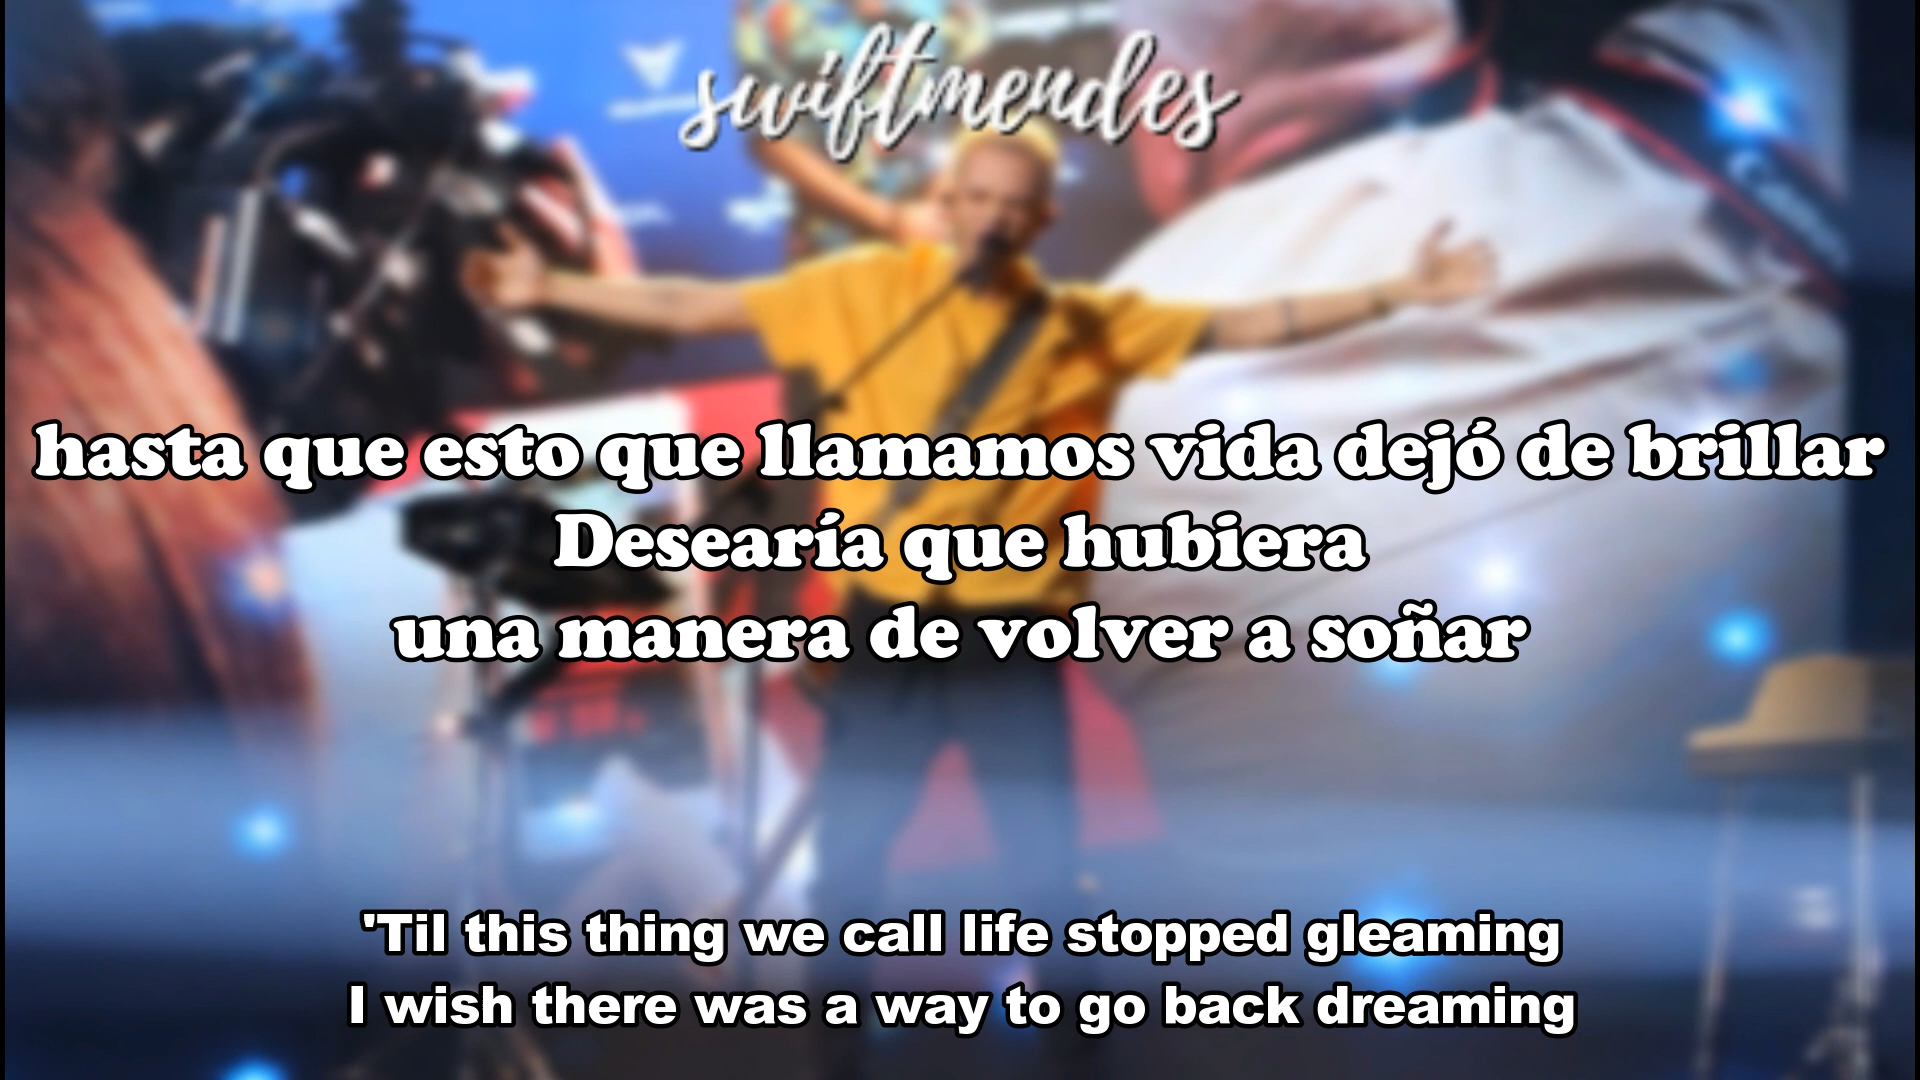 swiftmendes
hasta que esto que llamamos vida dejó de brillar
Desearía que hubiera
una manera de volver a soñar
'Til this thing we call life stopped gleaming
I wish there was a way to go back dreaming